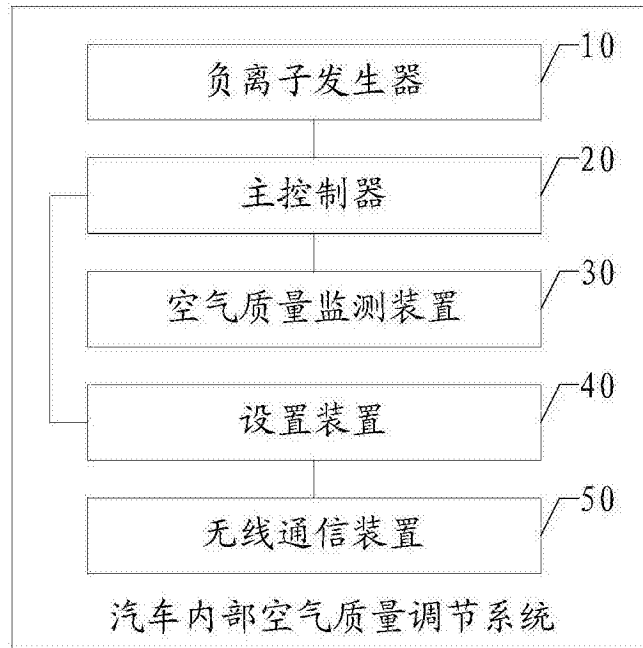 负离子发生器
10
主控制器
20
空气质量监测装置
30
设置装置
40
无线通信装置
50
汽车内部空气质量调节系统